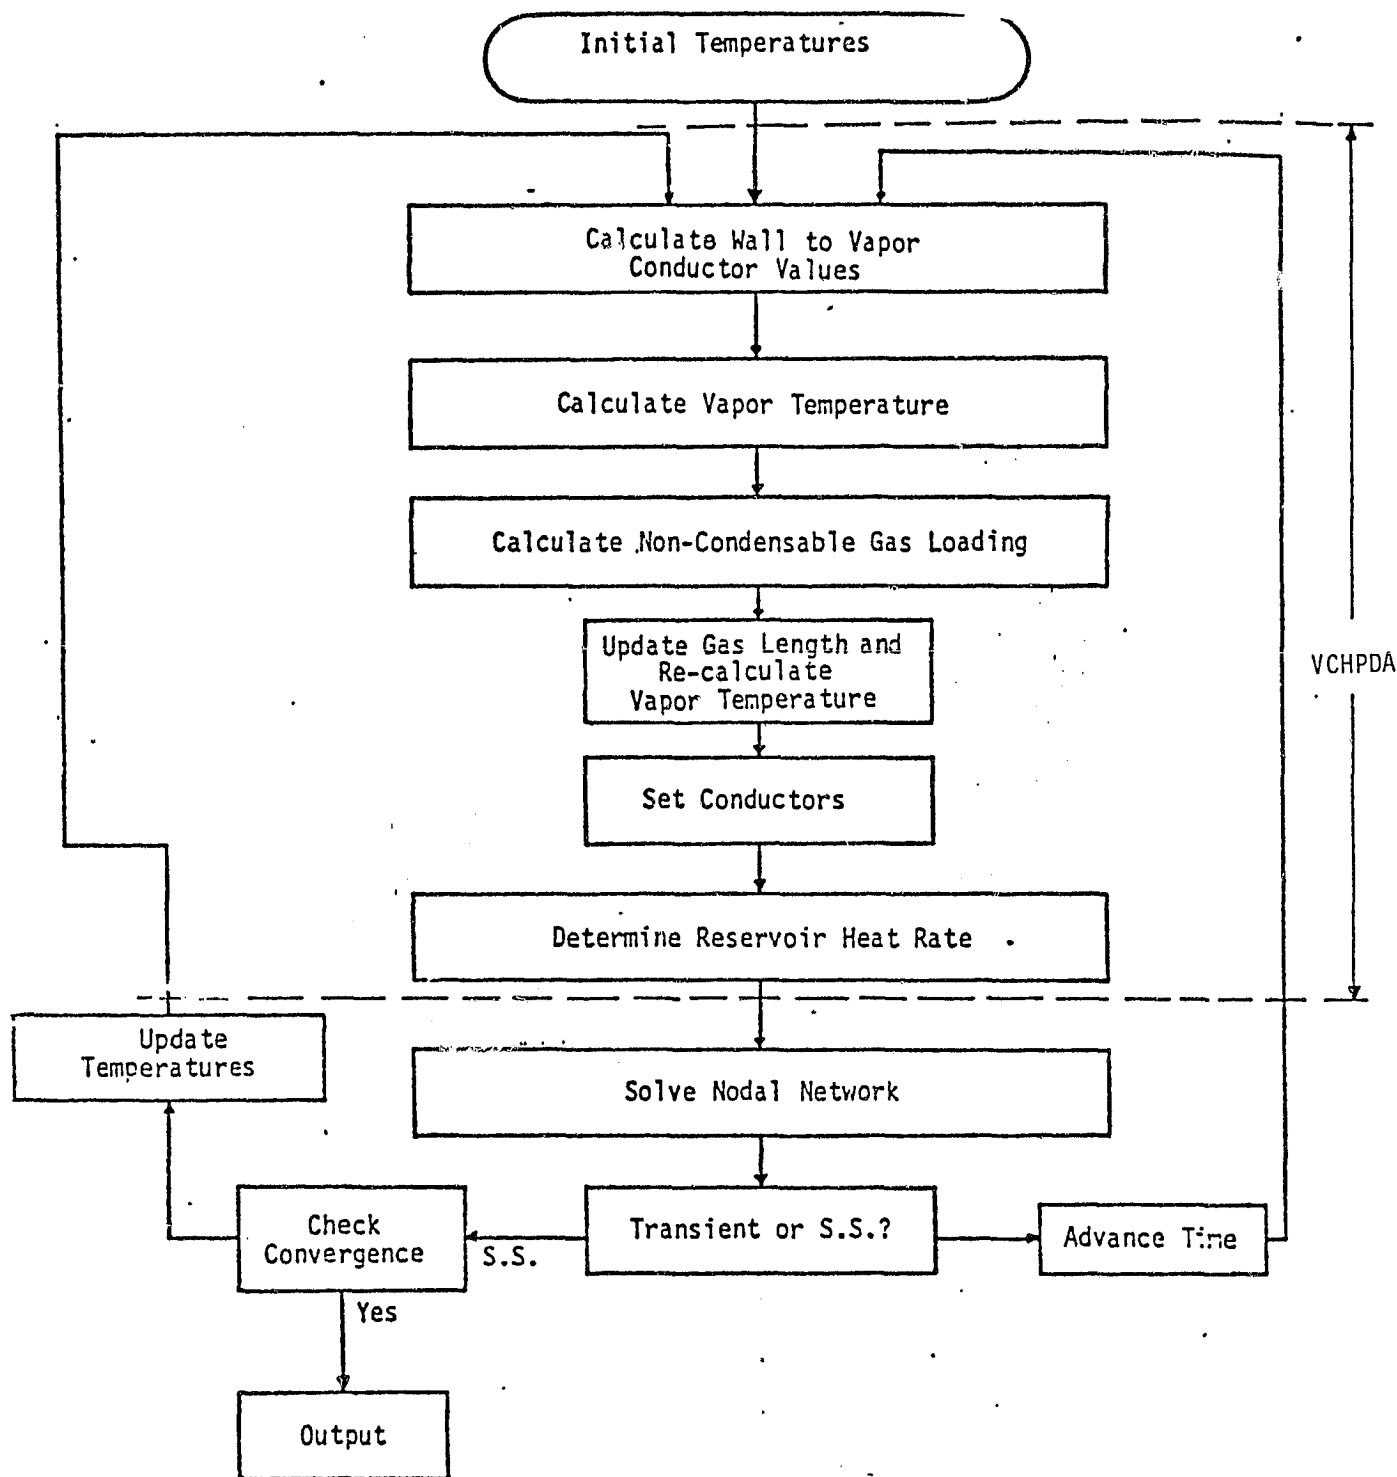 Initial Temperatures
Calculate Wall to Vapor
Conductor Values
Calculate Vapor Temperature
Calculate Non-Condensable Gas Loading
Update Gas Length and
Re-calculate
Vapor Temperature
VCHPDA
Set Conductors
Determine Reservoir Heat Rate
Update
Temperatures
Solve Nodal Network
Check
Convergence
S.S.
Transient or S.S.?
Advance Time
Yes
Output